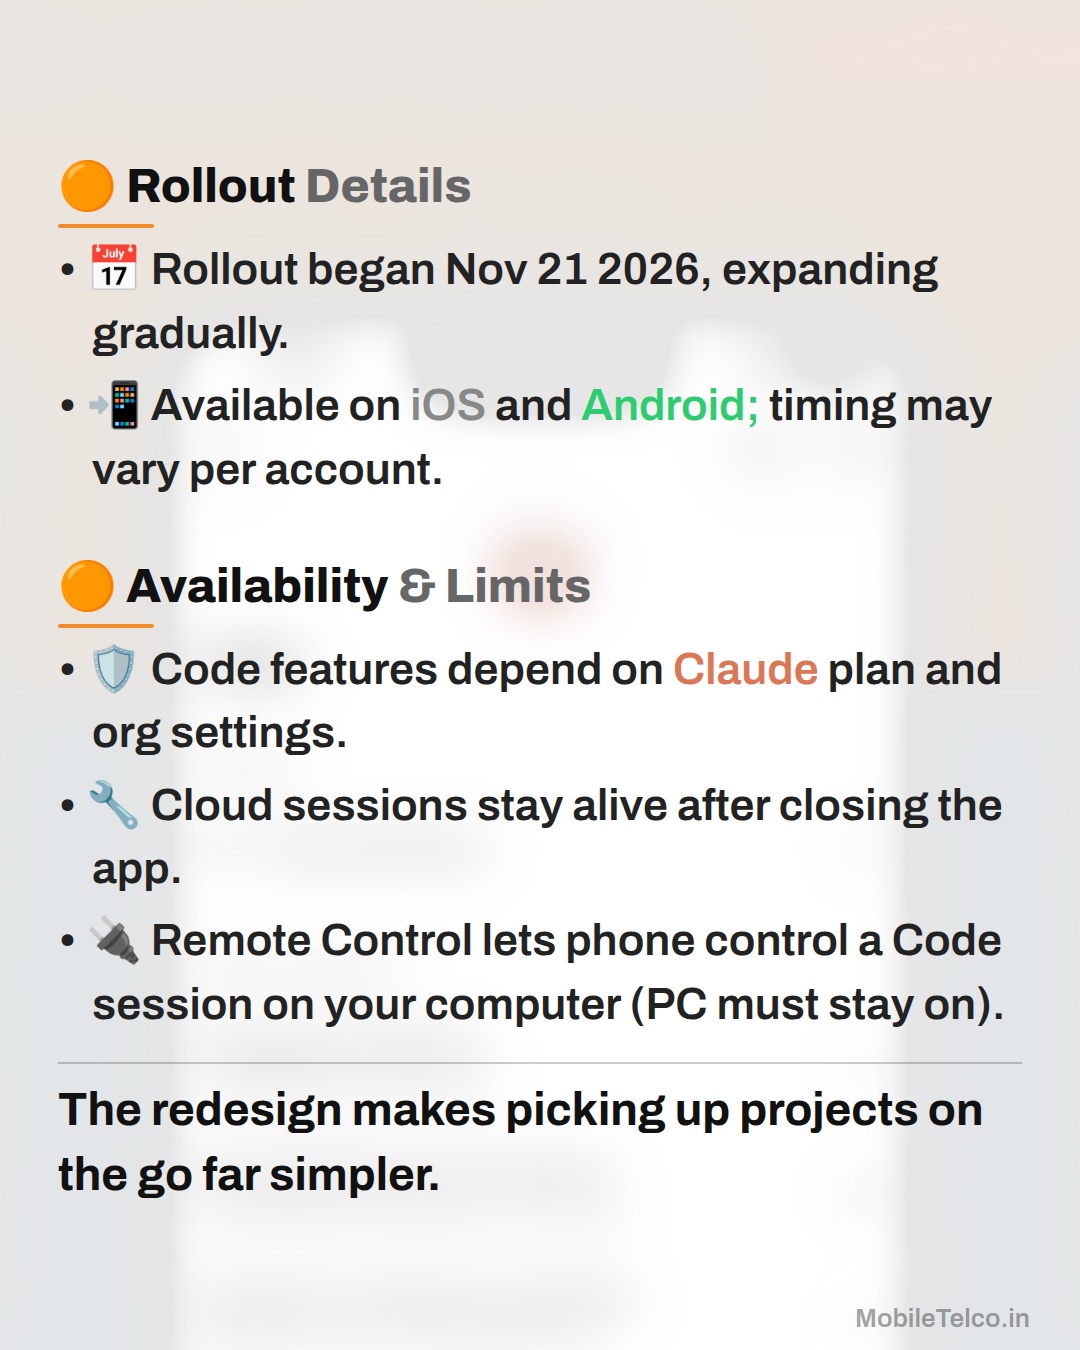 🟠 Rollout Details
• 📅 Rollout began Nov 21 2026, expanding
gradually.
• 📲 Available on iOS and Android; timing may
vary per account.
🟠 Availability & Limits
• 🛡️ Code features depend on Claude plan and
org settings.
• 🔧 Cloud sessions stay alive after closing the
app.
• 🔌 Remote Control lets phone control a Code
session on your computer (PC must stay on).
The redesign makes picking up projects on
the go far simpler.
MobileTelco.in